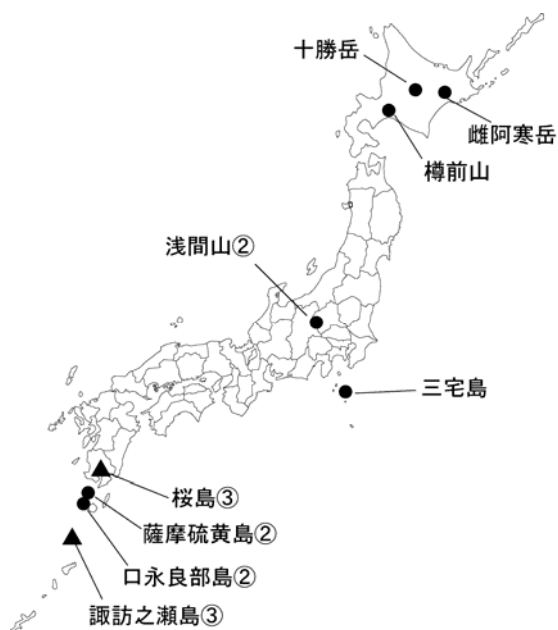 十勝岳
雌阿寒岳
樽前山
浅間山②
三宅島
桜島③
薩摩硫黄島②
口永良部島②
諏訪之瀬島③